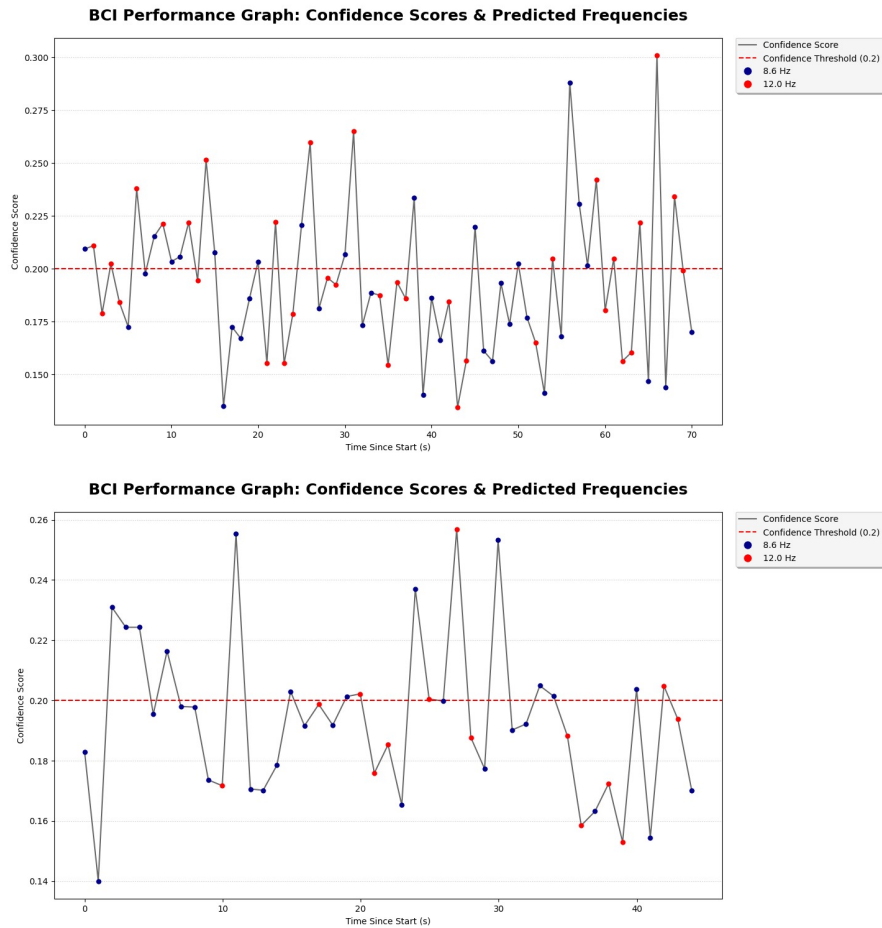 BCI Performance Graph: Confidence Scores & Predicted Frequencies
Confidence Score
Confidence Threshold (0.2)
8.6 Hz
12.0 Hz
0.300
0.275
0.250
0.225
0.200
0.175
0.150
Confidence Score
0 10 20 30 40 50 60 70
Time Since Start (s)
BCI Performance Graph: Confidence Scores & Predicted Frequencies
Confidence Score
Confidence Threshold (0.2)
8.6 Hz
12.0 Hz
0.26
0.24
0.22
0.20
0.18
0.16
0.14
Confidence Score
0 10 20 30 40
Time Since Start (s)